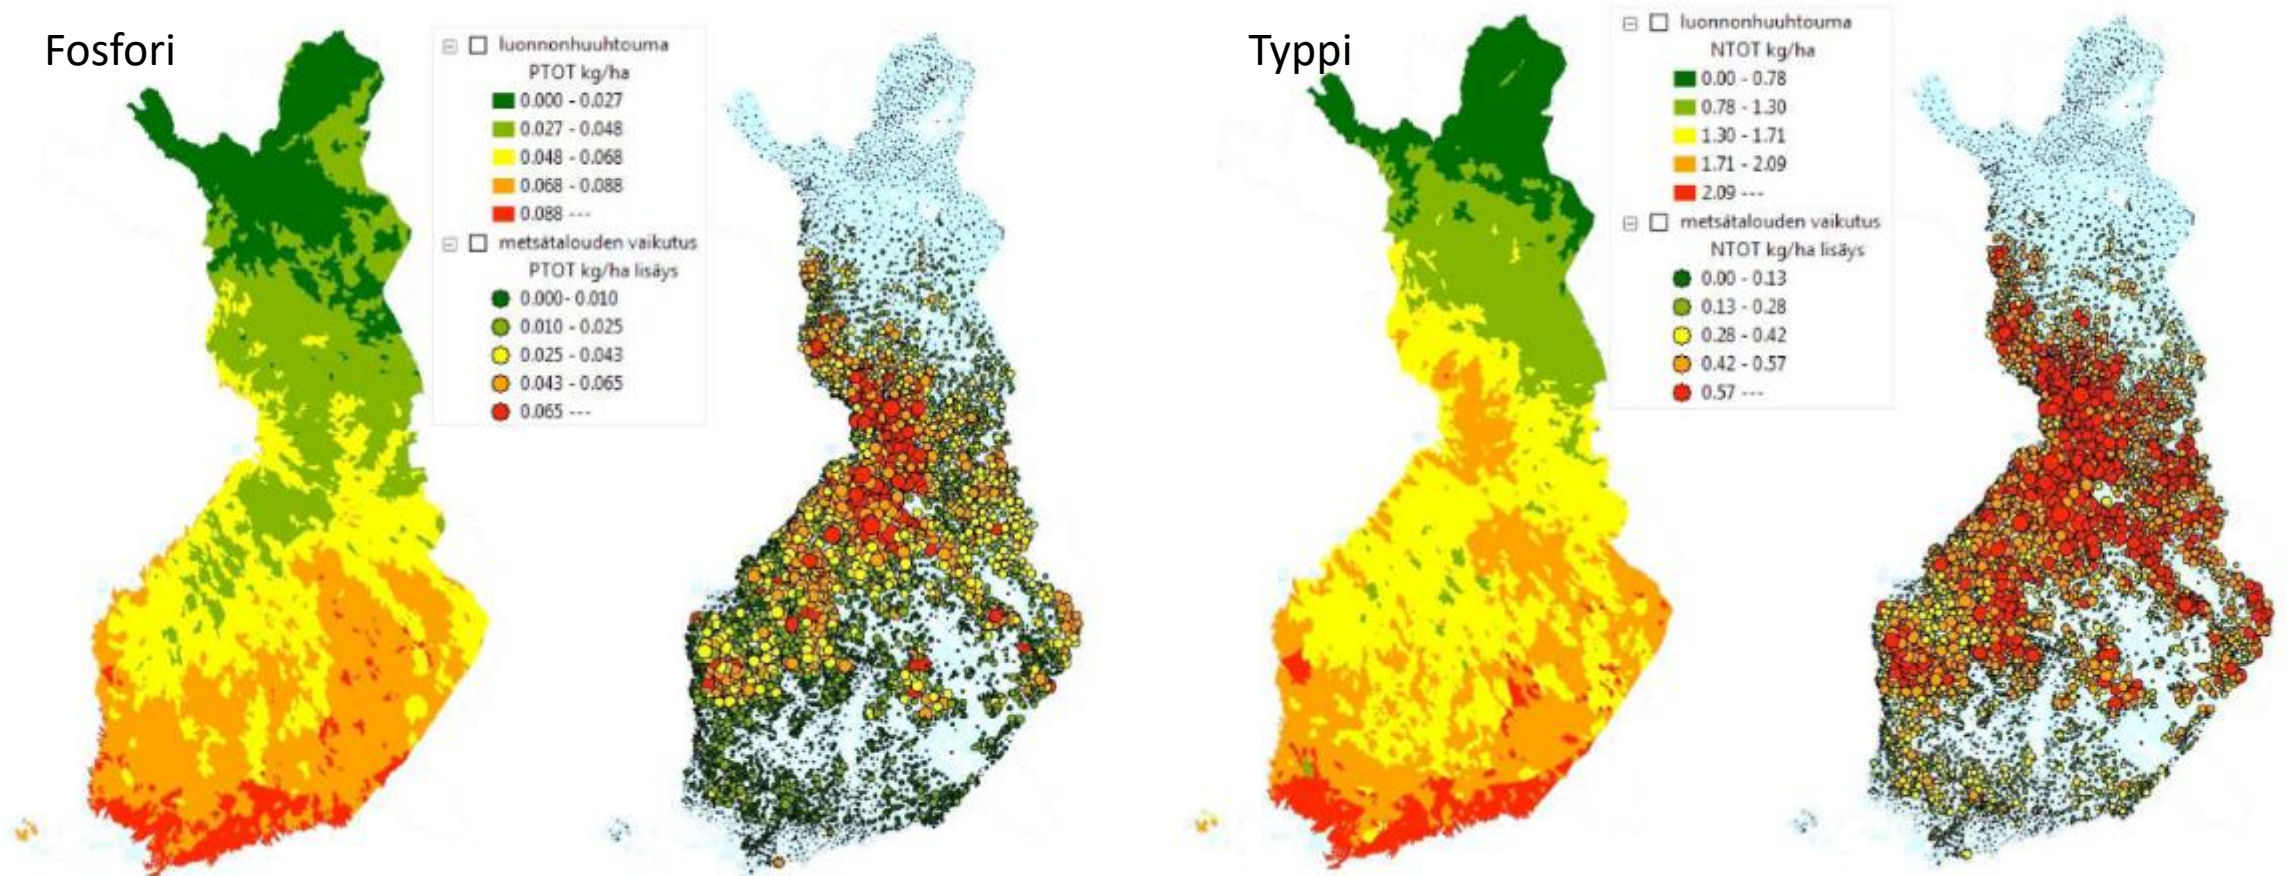 Fosfori
luonnonhuuhtouma
PTOT kg/ha
0.000 - 0.027
0.027 - 0.048
0.048 - 0.068
0.068 - 0.088
0.088 ---
metsätalouden vaikutus
PTOT kg/ha lisäys
0.000- 0.010
0.010 - 0.025
0.025 - 0.043
0.043 - 0.065
0.065 ---
Typpi
luonnonhuuhtouma
NTOT kg/ha
0.00 - 0.78
0.78 - 1.30
1.30 - 1.71
1.71 - 2.09
2.09 ---
metsätalouden vaikutus
NTOT kg/ha lisäys
0.00 - 0.13
0.13 - 0.28
0.28 - 0.42
0.42 - 0.57
0.57 ---